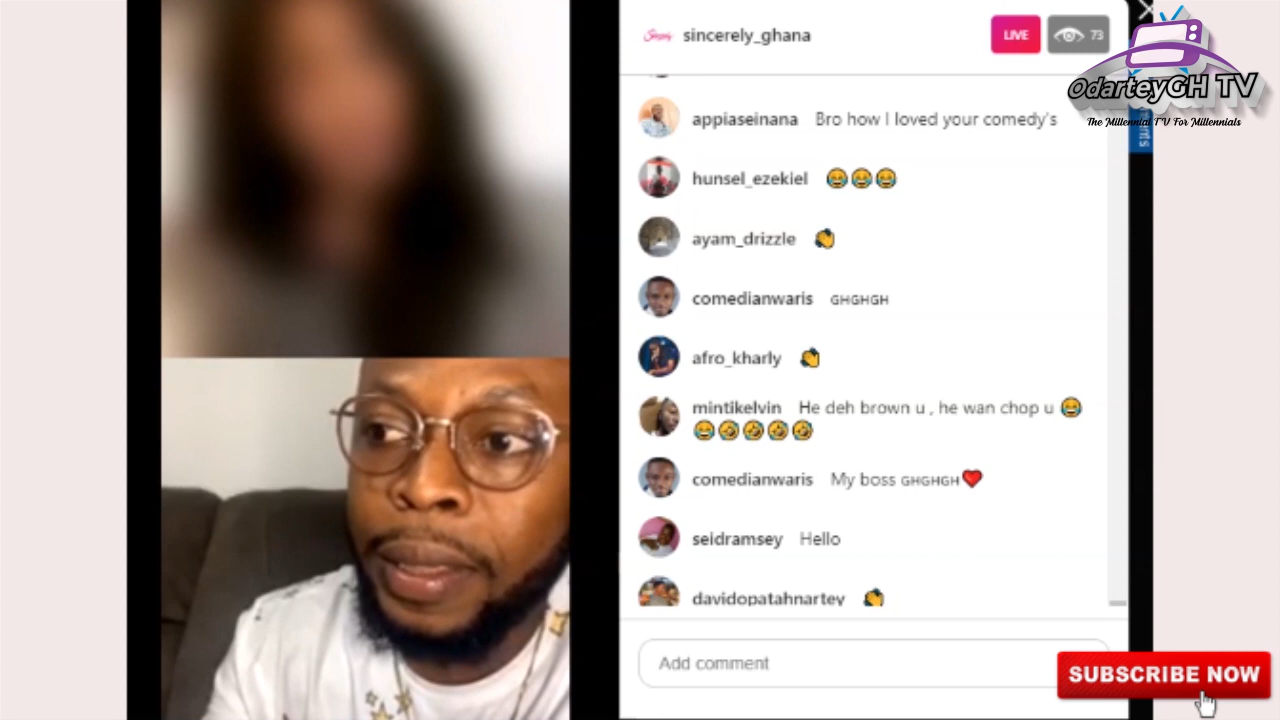 Sincerely
sincerely_ghana
LIVE
73
OdarteyGH TV
The Millennial TV For Millennials
appiaseinana Bro how I loved your comedy's
hunsel_ezekiel 😂😂😂
ayam_drizzle 👏
comedianwaris GHGHGH
afro_kharly 👏
mintikelvin He deh brown u , he wan chop u 😂
😂🤣🤣🤣🤣
comedianwaris My boss GHGHGH❤️
seidramsey Hello
davidopatahnartey 👏
Add comment
SUBSCRIBE NOW